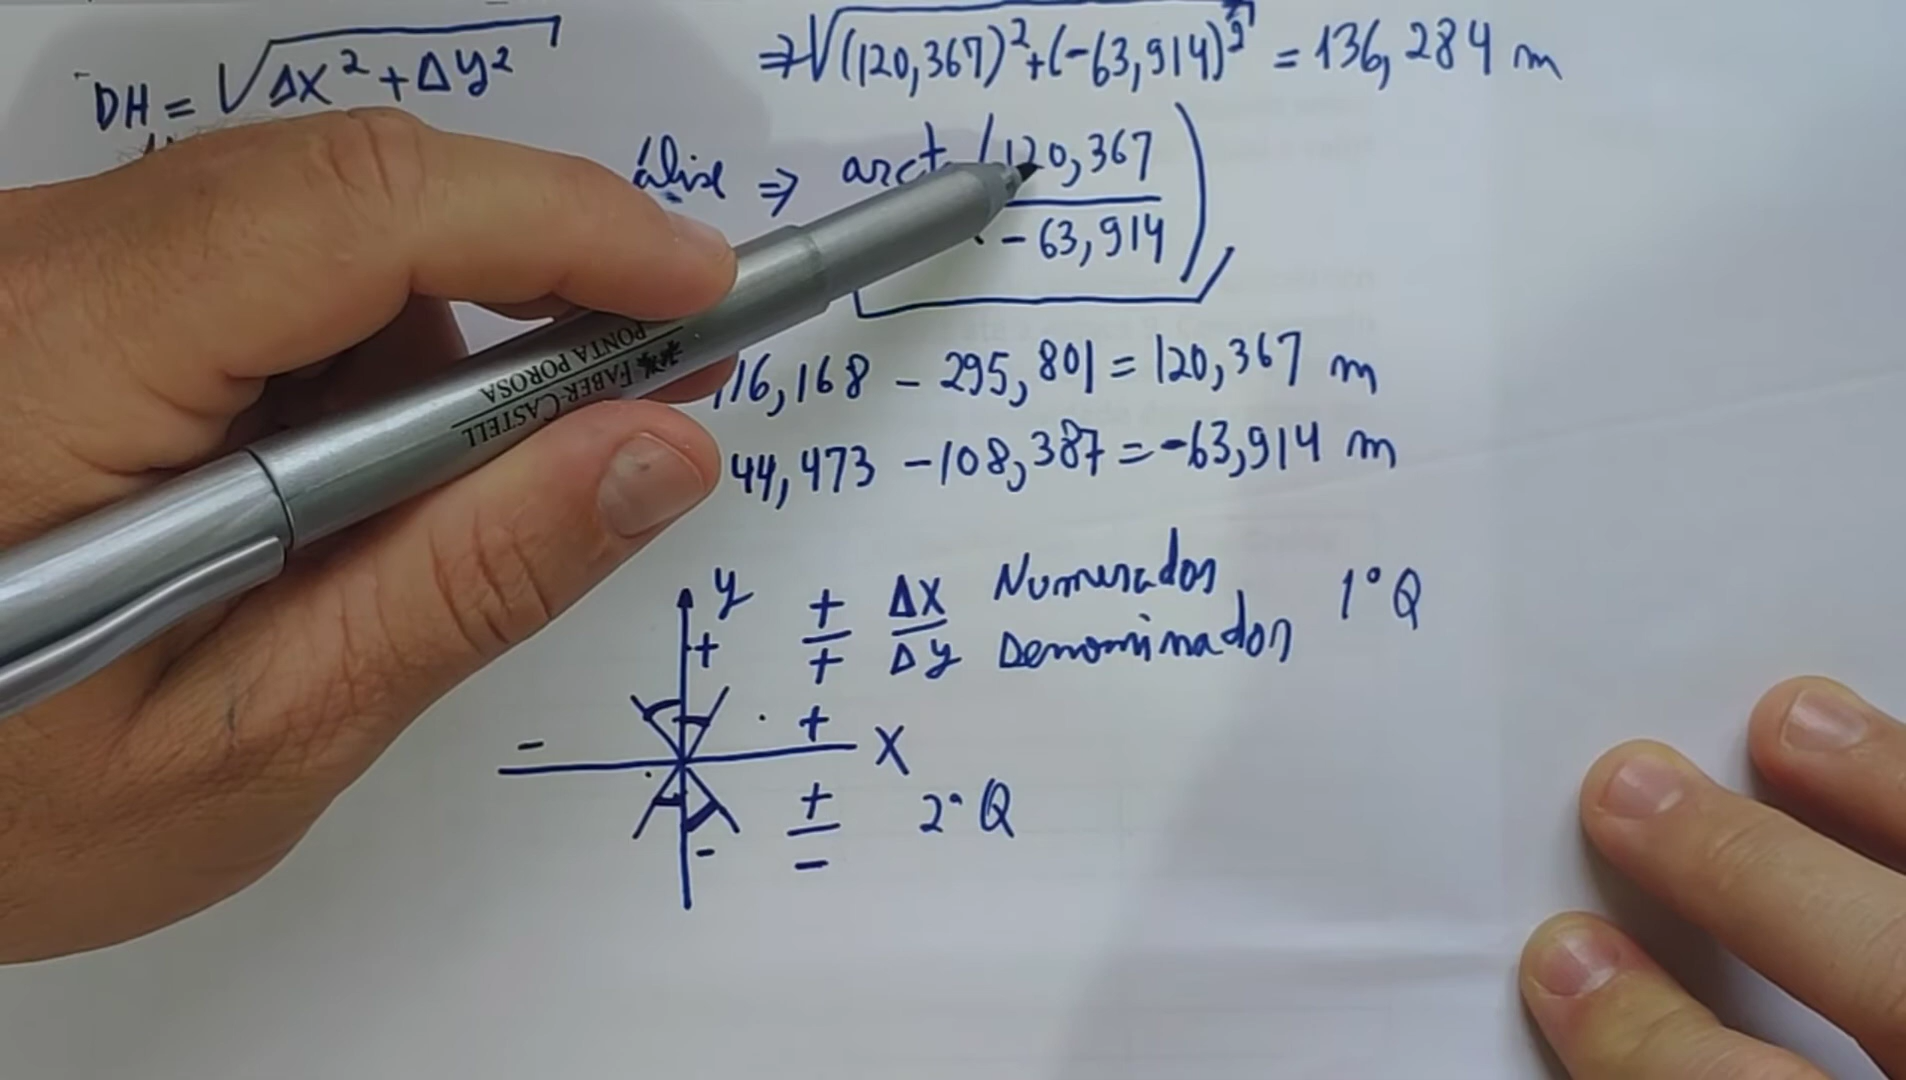 DH = √ΔX² + Δy²
⇒ √(120,367)² + (-63,914)² = 136,284 m
⇒ arct (120,367
- 63,914)
16,168 - 295,801 = 120,367 m
44,473 - 108,387 = -63,914 m
y + ΔX Numerador 1° Q
+ + Δy Denominador
- + X
+ 2° Q
- -
FABER-CASTELL
PONTA POROSA